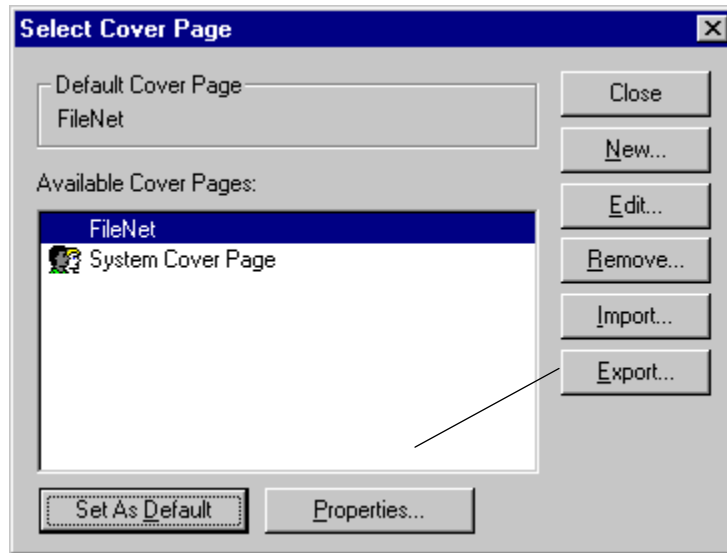 Select Cover Page
Default Cover Page
FileNet
Available Cover Pages:
FileNet
System Cover Page
Close
New...
Edit...
Remove...
Import...
Export...
Set As Default
Properties...